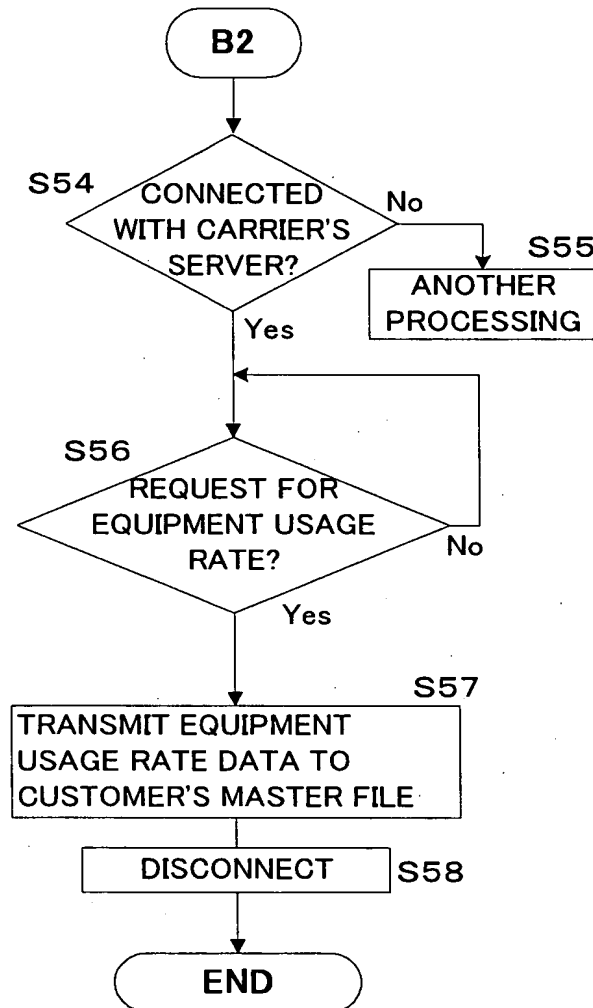 B2
S54
CONNECTED
WITH CARRIER'S
SERVER?
No
S55
ANOTHER
PROCESSING
Yes
S56
REQUEST FOR
EQUIPMENT USAGE
RATE?
No
Yes
S57
TRANSMIT EQUIPMENT
USAGE RATE DATA TO
CUSTOMER'S MASTER FILE
DISCONNECT
S58
END